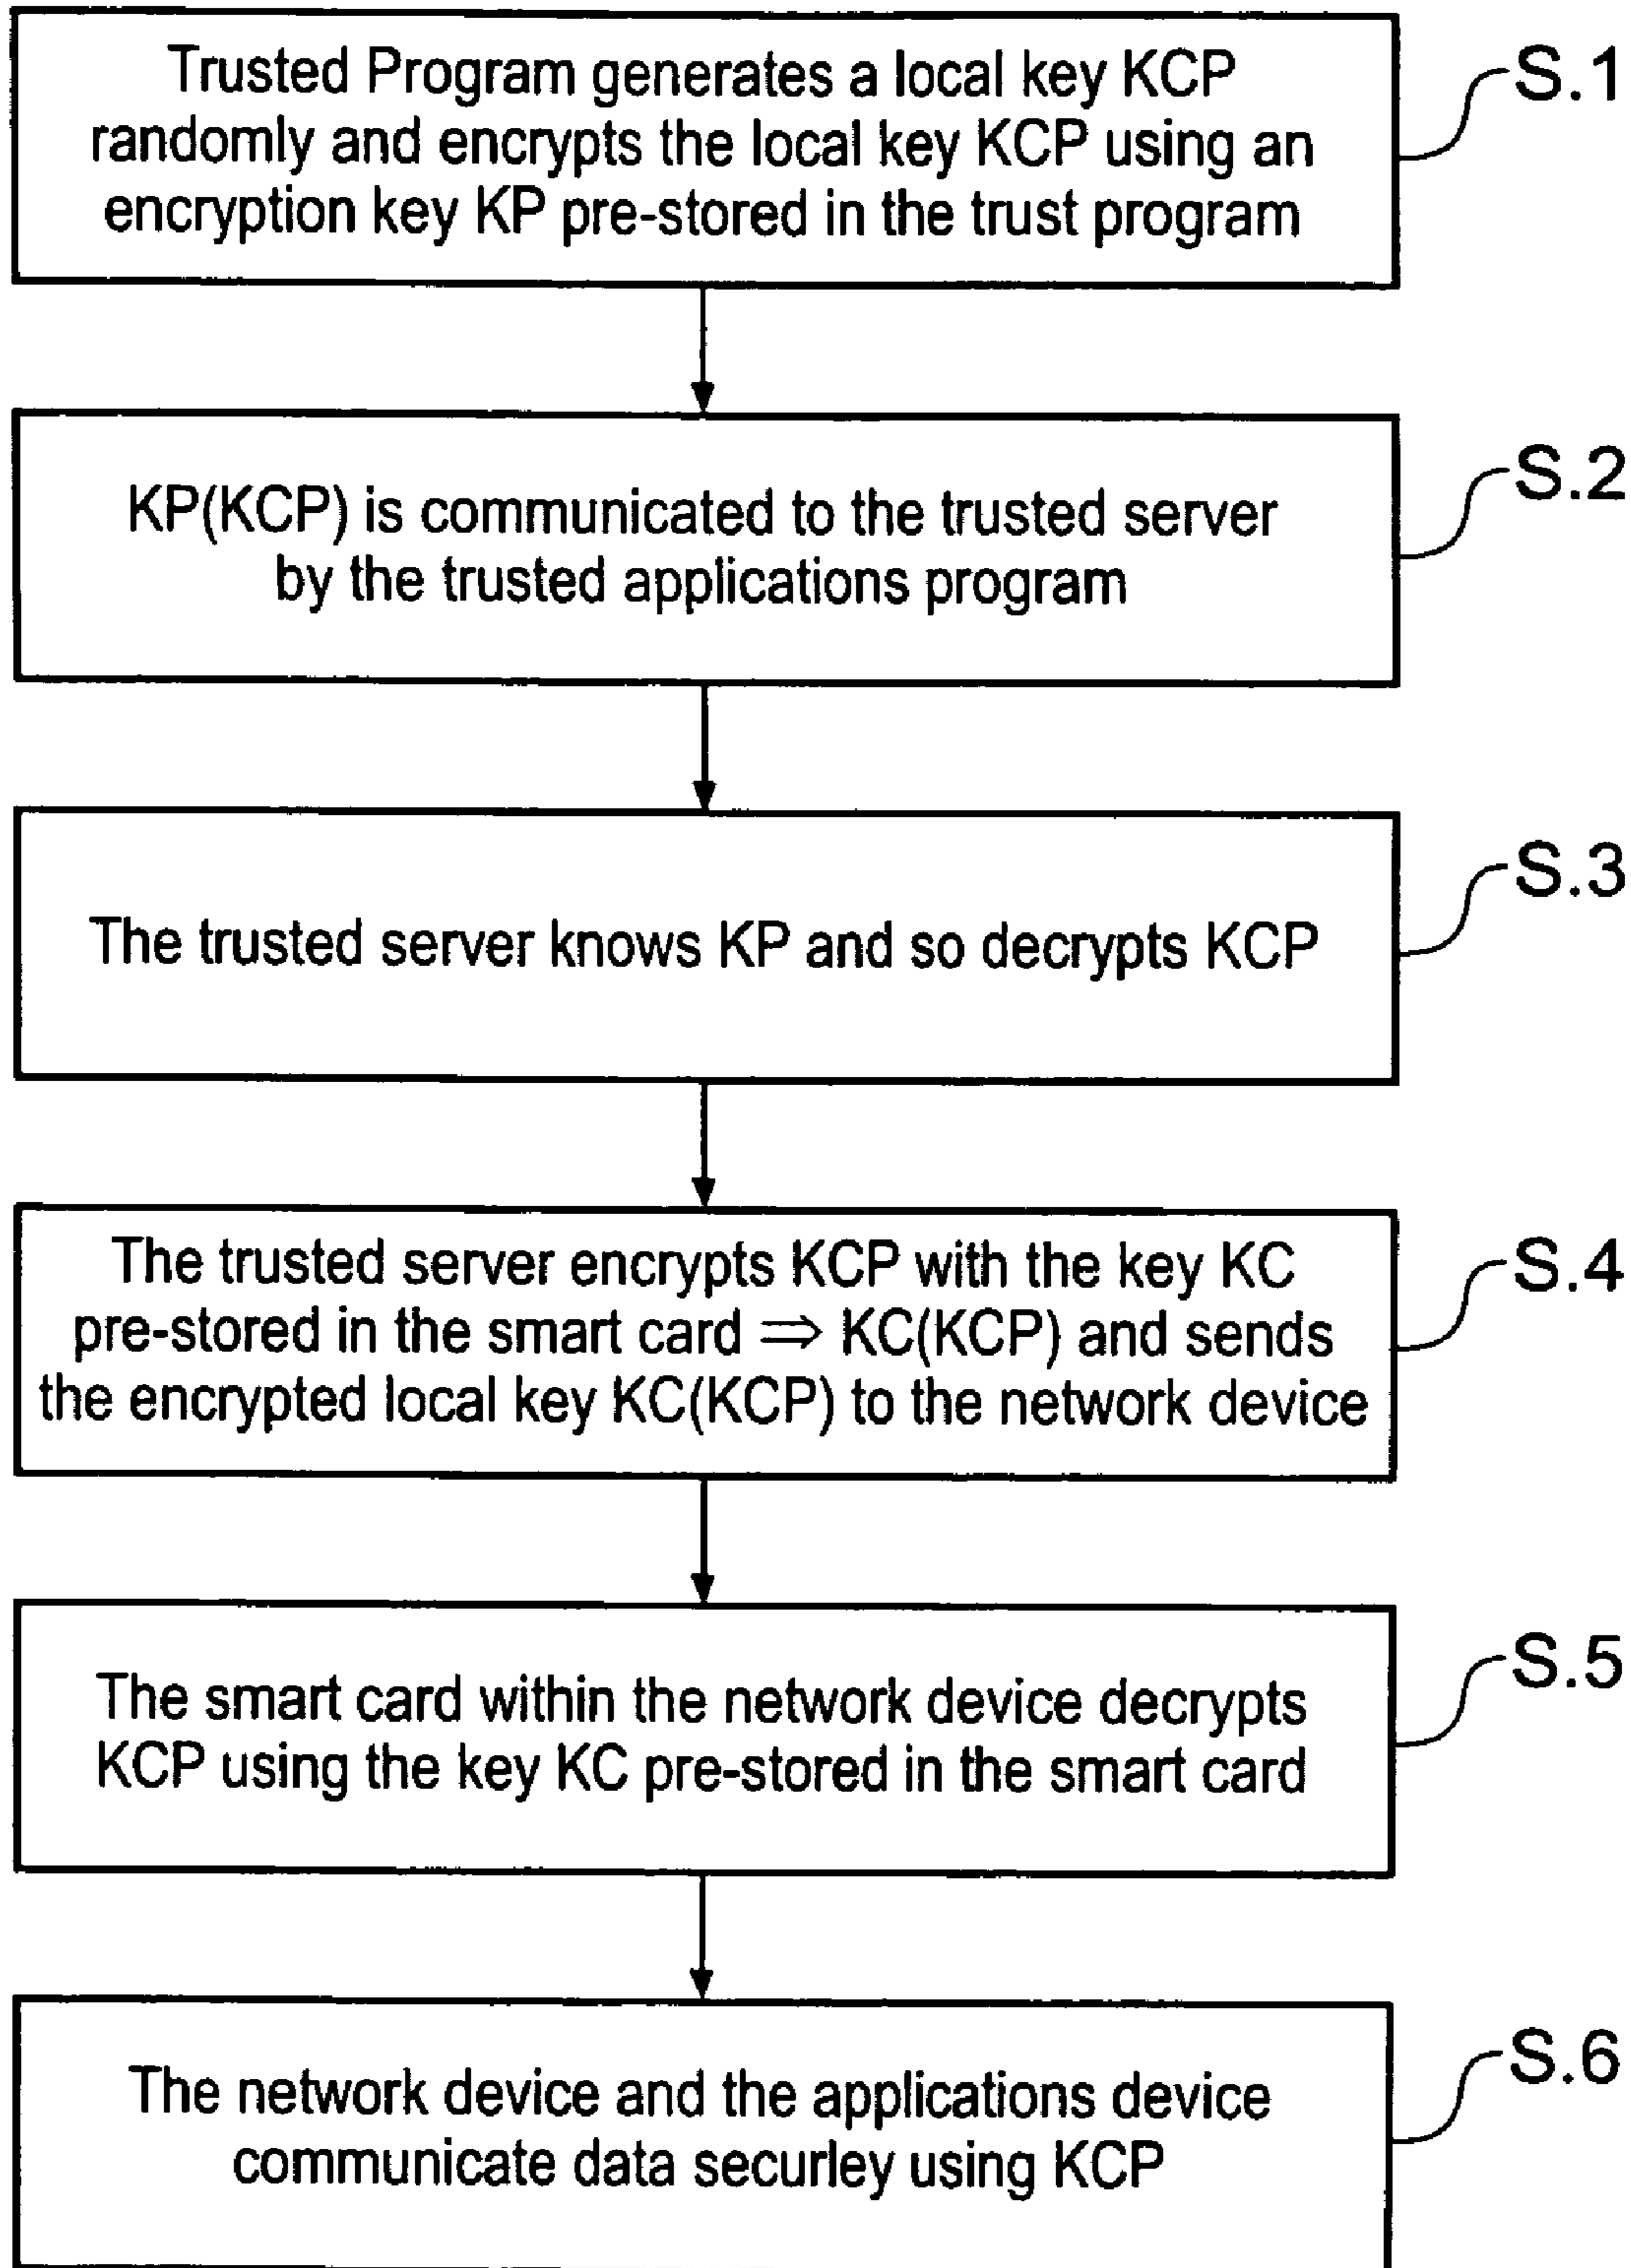 Trusted Program generates a local key KCP
randomly and encrypts the local key KCP using an
encryption key KP pre-stored in the trust program
S.1
KP(KCP) is communicated to the trusted server
by the trusted applications program
S.2
The trusted server knows KP and so decrypts KCP
S.3
The trusted server encrypts KCP with the key KC
pre-stored in the smart card ⇒ KC(KCP) and sends
the encrypted local key KC(KCP) to the network device
S.4
The smart card within the network device decrypts
KCP using the key KC pre-stored in the smart card
S.5
The network device and the applications device
communicate data securley using KCP
S.6